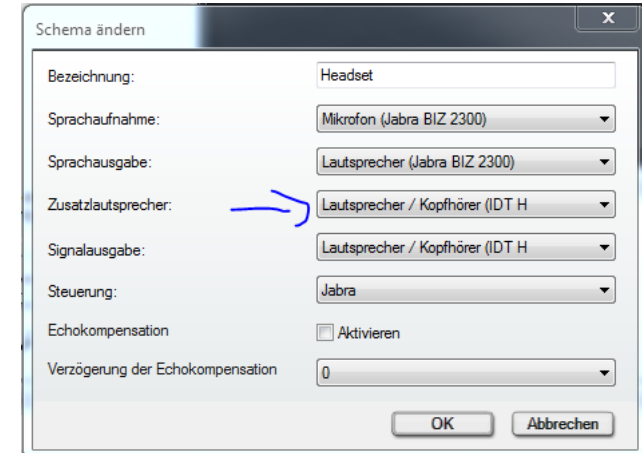 Schema ändern
x
Bezeichnung: Headset
Sprachaufnahme: Mikrofon (Jabra BIZ 2300)
Sprachausgabe: Lautsprecher (Jabra BIZ 2300)
Zusatzlautsprecher: Lautsprecher / Kopfhörer (IDT H
Signalausgabe: Lautsprecher / Kopfhörer (IDT H
Steuerung: Jabra
Echokompensation Aktivieren
Verzögerung der Echokompensation 0
OK Abbrechen